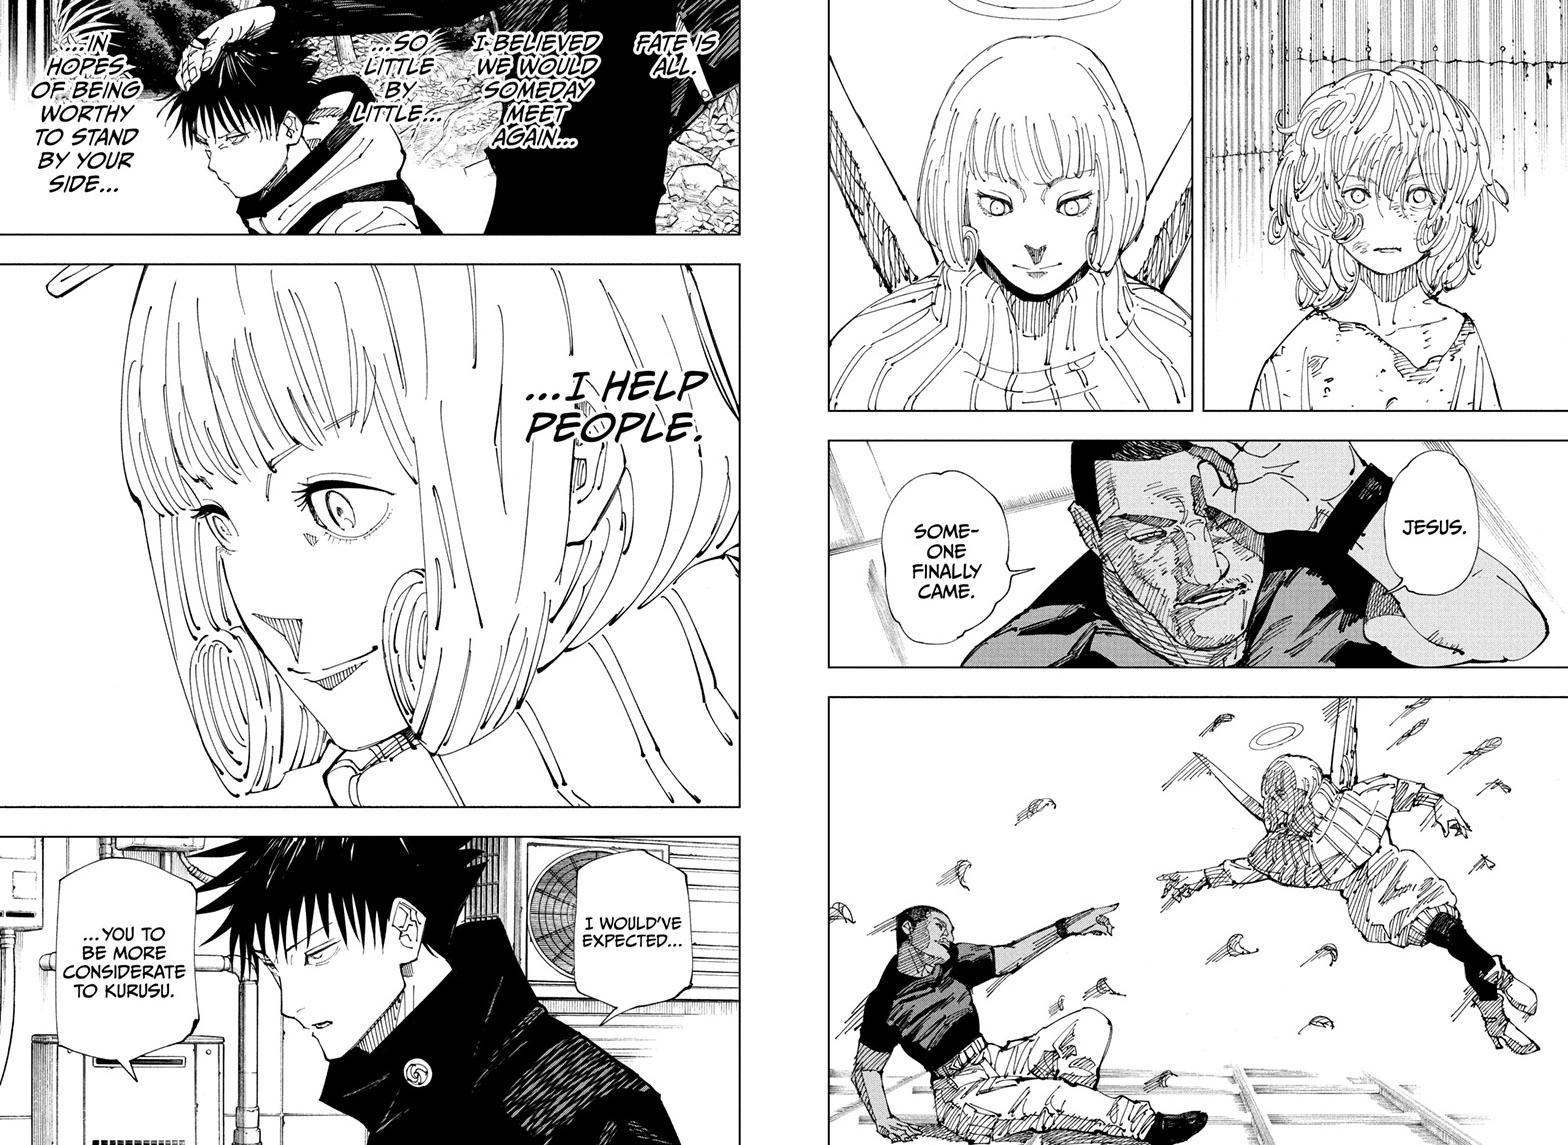 JESUS.
SOME-
ONE
FINALLY
CAME.
FATE IS
ALL.
I BELIEVED
WE WOULD
SOMEDAY
MEET
AGAIN...
...SO
LITTLE
BY
LITTLE...
...IN
HOPES
OF BEING
WORTHY
TO STAND
BY YOUR
SIDE...
...I HELP
PEOPLE.
I WOULD'VE
EXPECTED...
...YOU TO
BE MORE
CONSIDERATE
TO KURUSU.